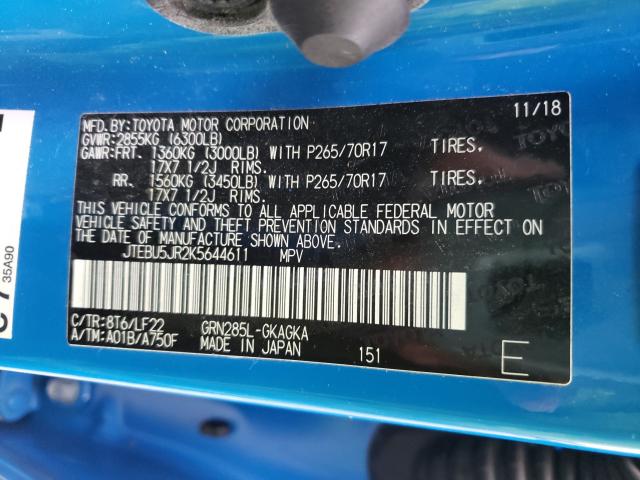 11/18
MFD.BY:TOYOTA MOTOR CORPORATION
GVWR:2855KG (6300LB)
GAWR:FRT. 1360KG (3000LB) WITH P265/70R17 TIRES,
17X7 1/2J RIMS.
RR. 1560KG (3450LB) WITH P265/70R17 TIRES,
17X7 1/2J RIMS.
THIS VEHICLE CONFORMS TO ALL APPLICABLE FEDERAL MOTOR
VEHICLE SAFETY AND THEFT PREVENTION STANDARDS IN EFFECT
ON THE DATE OF MANUFACTURE SHOWN ABOVE.
JTEBU5JR2K5644611 MPV
C/TR:8T6/LF22 GRN285L-GKAGKA
A/TM:A01B/A750F MADE IN JAPAN 151 E
35A90